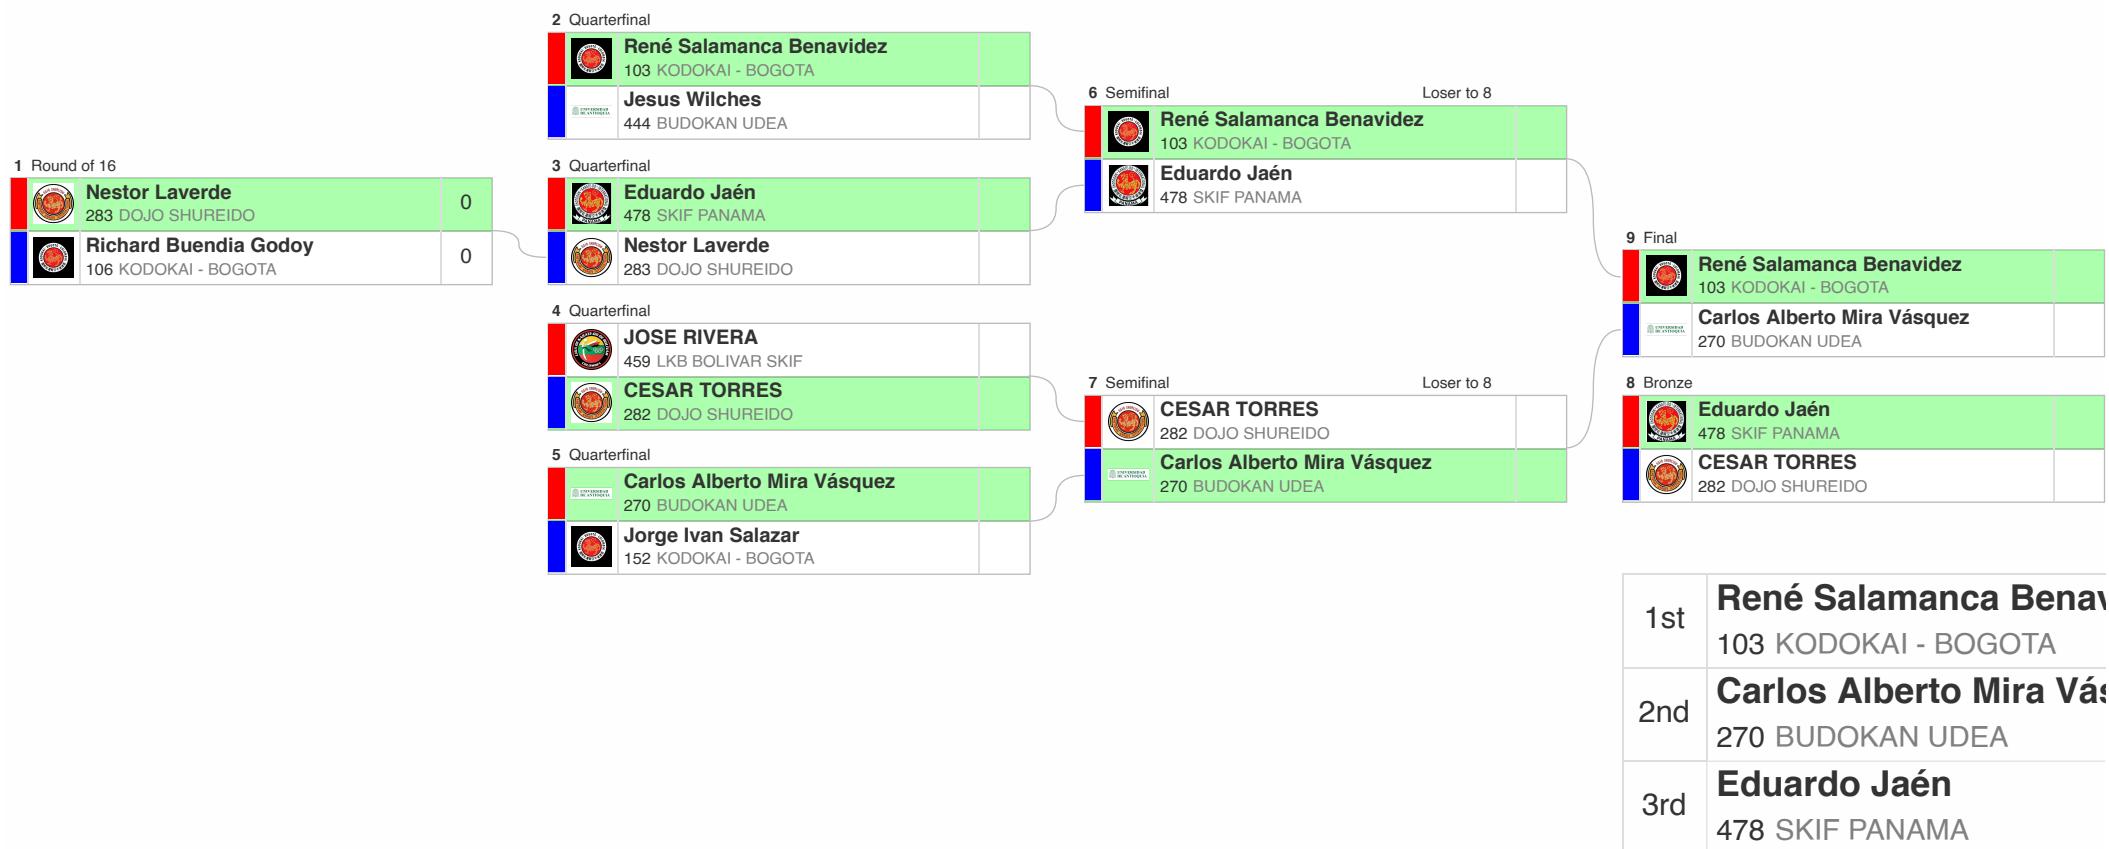 1 Round of 16
Nestor Laverde
283 DOJO SHUREIDO
0
Richard Buendia Godoy
106 KODOKAI - BOGOTA
0
2 Quarterfinal
René Salamanca Benavidez
103 KODOKAI - BOGOTA
Jesus Wilches
444 BUDOKAN UDEA
3 Quarterfinal
Eduardo Jaén
478 SKIF PANAMA
Nestor Laverde
283 DOJO SHUREIDO
4 Quarterfinal
JOSE RIVERA
459 LKB BOLIVAR SKIF
CESAR TORRES
282 DOJO SHUREIDO
5 Quarterfinal
Carlos Alberto Mira Vásquez
270 BUDOKAN UDEA
Jorge Ivan Salazar
152 KODOKAI - BOGOTA
6 Semifinal Loser to 8
René Salamanca Benavidez
103 KODOKAI - BOGOTA
Eduardo Jaén
478 SKIF PANAMA
7 Semifinal Loser to 8
CESAR TORRES
282 DOJO SHUREIDO
Carlos Alberto Mira Vásquez
270 BUDOKAN UDEA
9 Final
René Salamanca Benavidez
103 KODOKAI - BOGOTA
Carlos Alberto Mira Vásquez
270 BUDOKAN UDEA
8 Bronze
Eduardo Jaén
478 SKIF PANAMA
CESAR TORRES
282 DOJO SHUREIDO
1st
René Salamanca
103 KODOKAI - BOGOTA
2nd
Carlos Alberto Mira
270 BUDOKAN UDEA
3rd
Eduardo Jaén
478 SKIF PANAMA